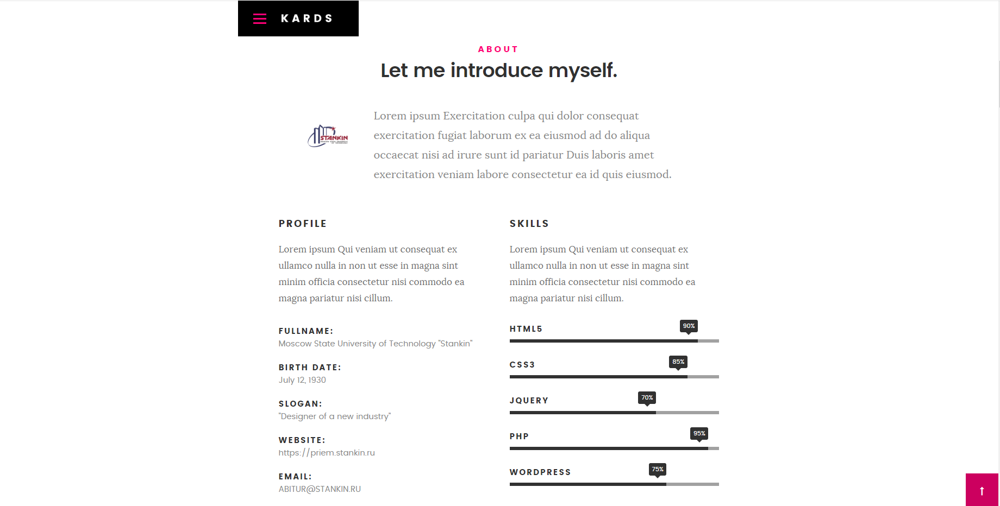 KARDS
ABOUT
Let me introduce myself.
STANKIN
Lorem ipsum Exercitation culpa qui dolor consequat
exercitation fugiat laborum ex ea eiusmod ad do aliqua
occaecat nisi ad irure sunt id pariatur Duis laboris amet
exercitation veniam labore consectetur ea id quis eiusmod.
PROFILE
Lorem ipsum Qui veniam ut consequat ex
ullamco nulla in non ut esse in magna sint
minim officia consectetur nisi commodo ea
magna pariatur nisi cillum.
FULLNAME:
Moscow State University of Technology "Stankin"
BIRTH DATE:
July 12, 1930
SLOGAN:
"Designer of a new industry"
WEBSITE:
https://priem.stankin.ru
EMAIL:
ABITUR@STANKIN.RU
SKILLS
Lorem ipsum Qui veniam ut consequat ex
ullamco nulla in non ut esse in magna sint
minim officia consectetur nisi commodo ea
magna pariatur nisi cillum.
HTML5 90%
CSS3 85%
JQUERY 70%
PHP 95%
WORDPRESS 75%